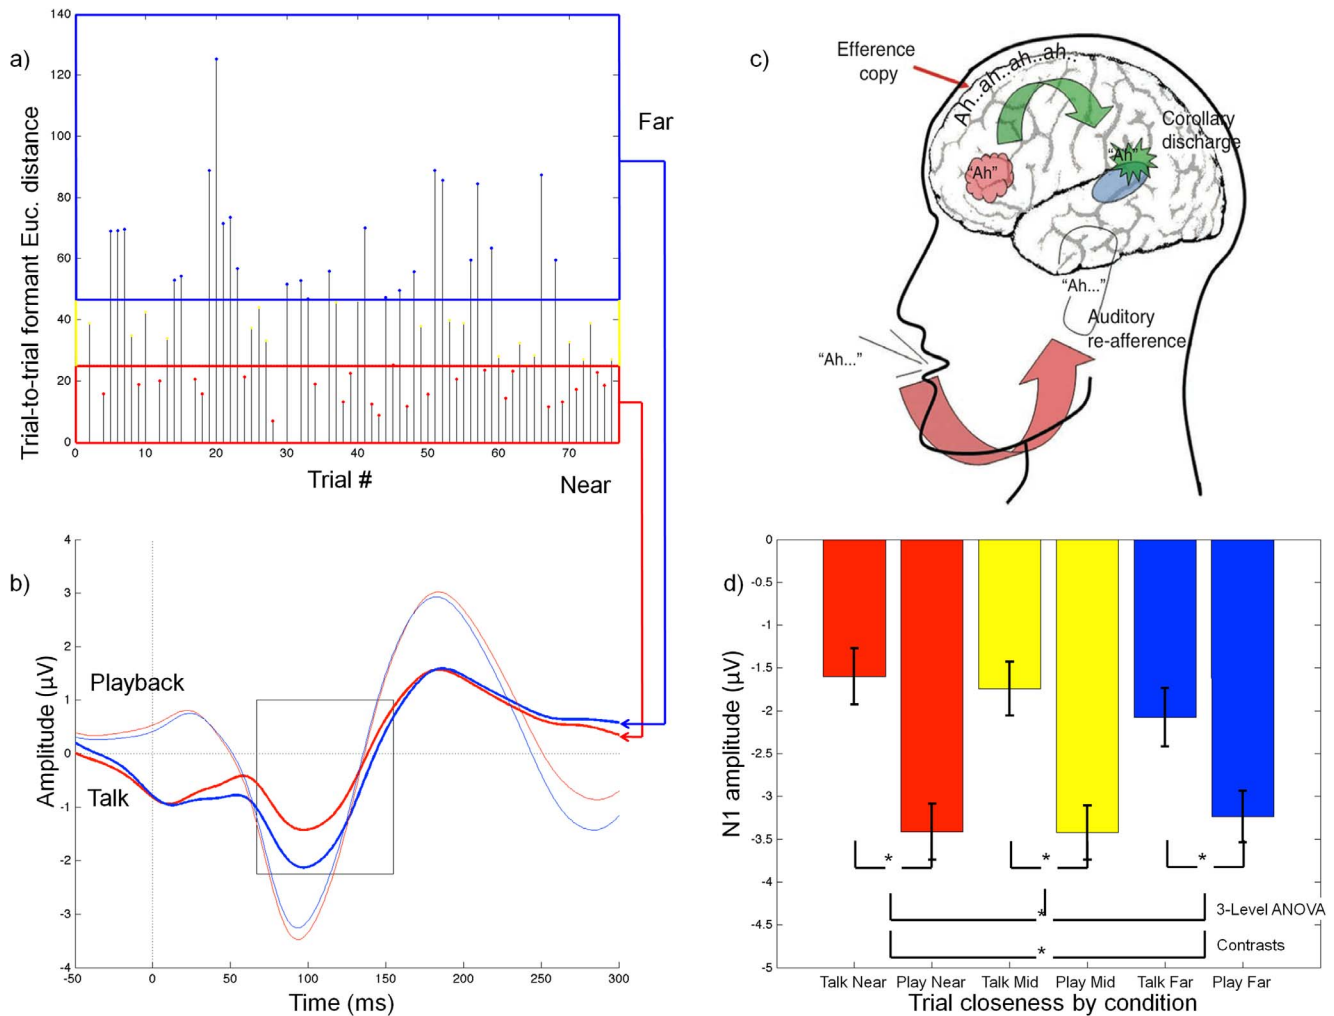 a)
140
120
100
80
60
40
20
0
Trial-to-trial formant Euc. distance
0 10 20 30 40 50 60 70
Trial #
Far
Near
b)
4
3
2
1
0
-1
-2
-3
-4
Amplitude (µV)
Playback
Talk
-50 0 50 100 150 200 250 300
Time (ms)
c)
Efference
copy
Ah..ah..ah..ah..
"Ah"
Corollary
discharge
"Ah"
"Ah..."
Auditory
re-afference
"Ah..."
d)
0
-0.5
-1
-1.5
-2
-2.5
-3
-3.5
-4
-4.5
-5
N1 amplitude (µV)
* * *
* 3-Level ANOVA
* Contrasts
Talk Near Play Near Talk Mid Play Mid Talk Far Play Far
Trial closeness by condition